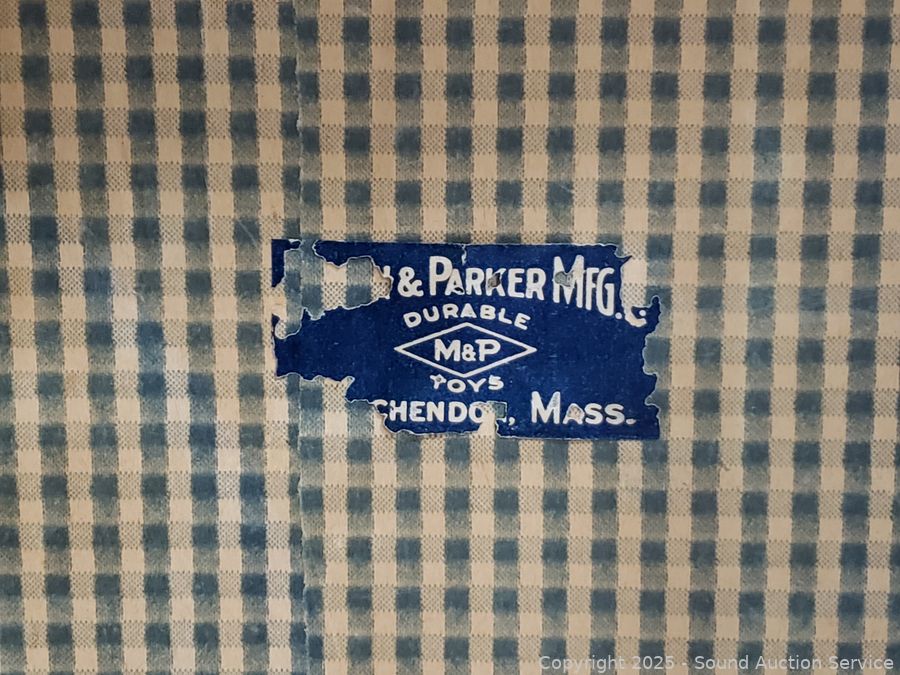 & PARKER MFG.
DURABLE
M&P
TOYS
MASS.
Copyright 2025 - Sound Auction Service